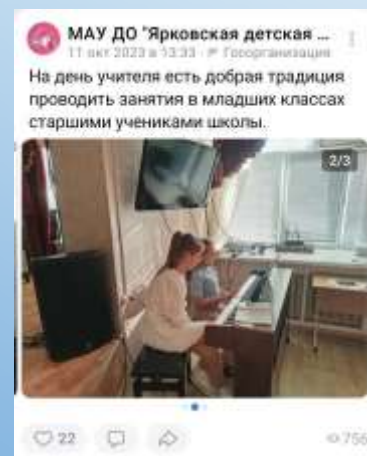 МАУ ДО "Ярковская детская ...
11 окт 2023 в 13:33 · Госорганизация
На день учителя есть добрая традиция
проводить занятия в младших классах
старшими учениками школы.
2/3
22
756